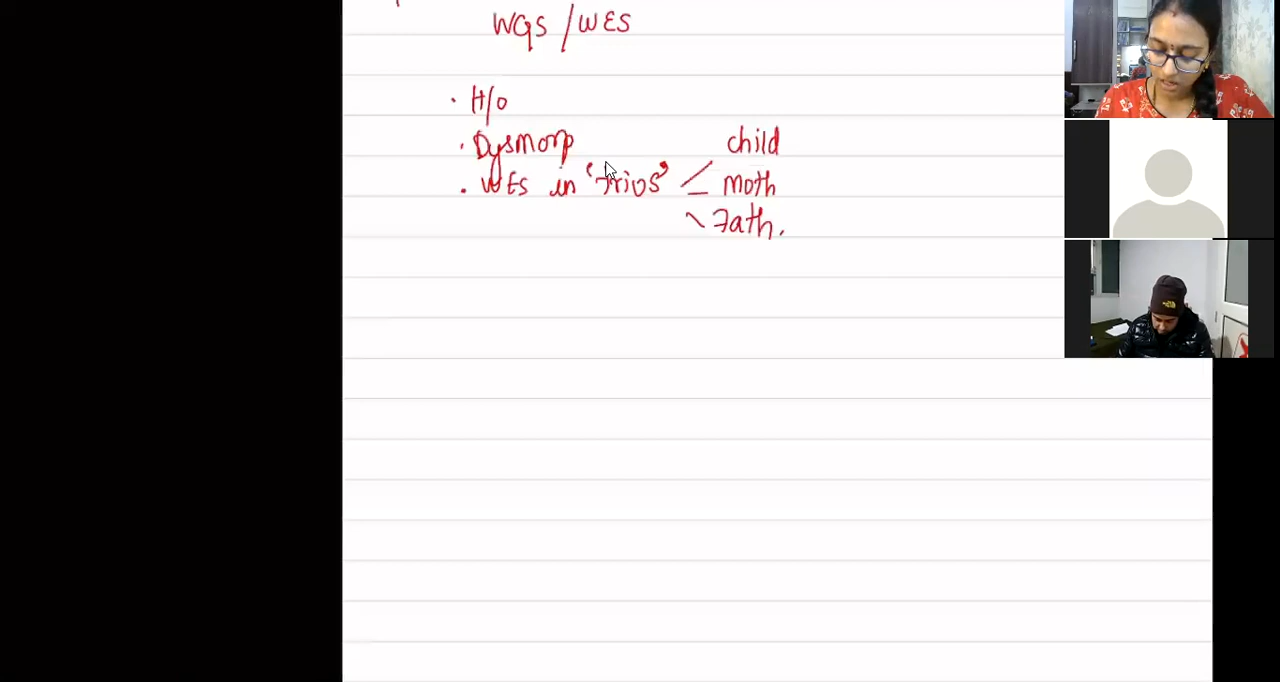 WGS / WES
· H/o
· Dysmorp
· WES in 'Trios' child
moth
Fath.